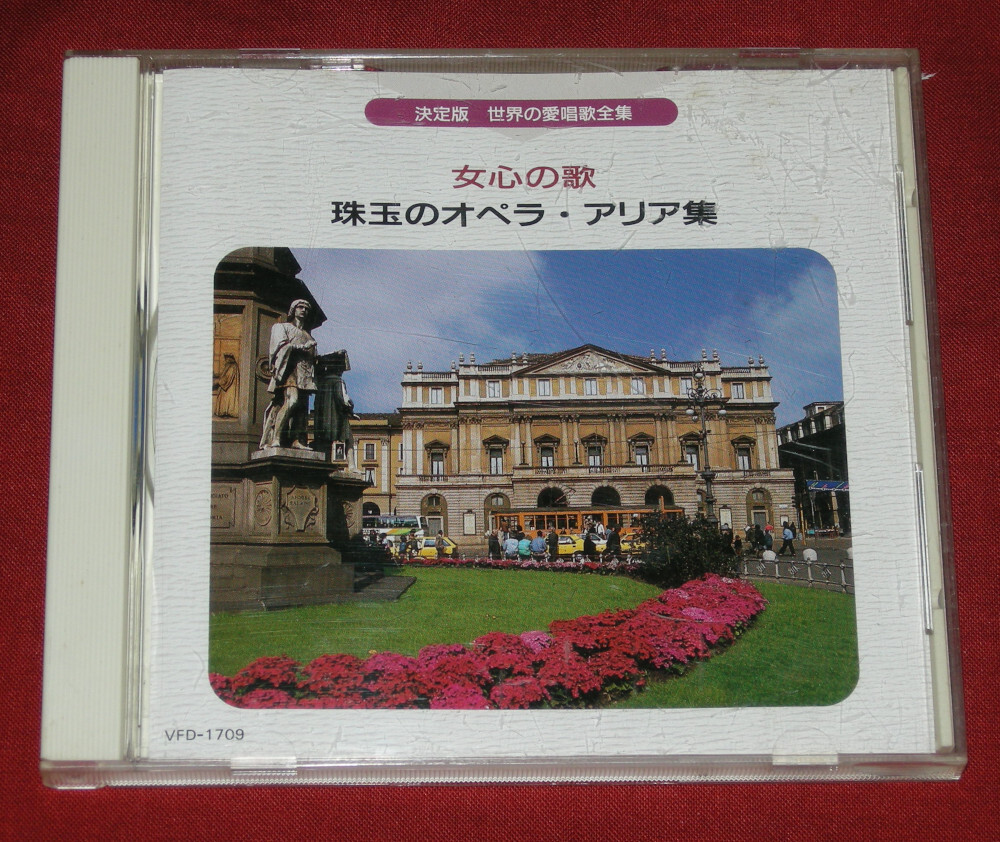 決定版 世界の愛唱歌全集
女心の歌
珠玉のオペラ・アリア集
VFD-1709